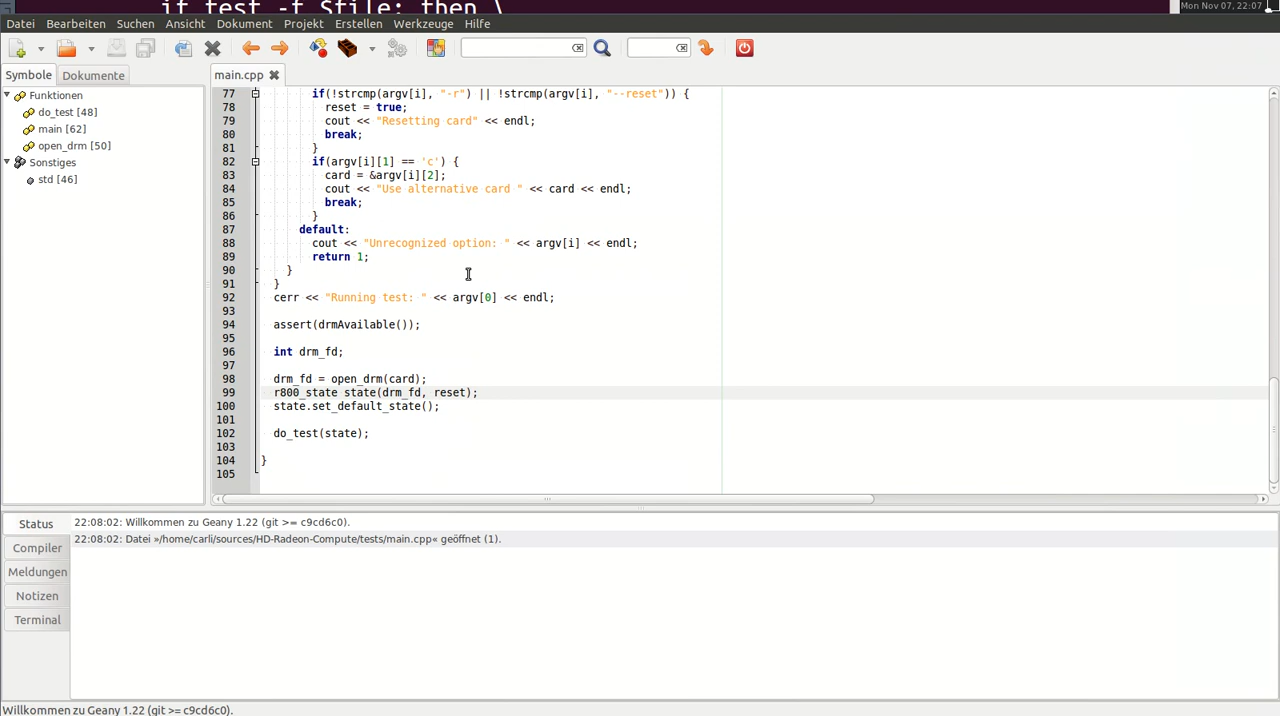 if test -f $file; then \
Mon Nov 07, 22:07
Datei Bearbeiten Suchen Ansicht Dokument Projekt Erstellen Werkzeuge Hilfe
Symbole Dokumente
main.cpp
Funktionen
do_test [48]
main [62]
open_drm [50]
Sonstiges
std [46]
77 if(!strcmp(argv[i], "-r") || !strcmp(argv[i], "--reset")) {
78 reset = true;
79 cout << "Resetting card" << endl;
80 break;
81 }
82 if(argv[i][1] == 'c') {
83 card = &argv[i][2];
84 cout << "Use alternative card " << card << endl;
85 break;
86 }
87 default:
88 cout << "Unrecognized option: " << argv[i] << endl;
89 return 1;
90 }
91 }
92 cerr << "Running test: " << argv[0] << endl;
93
94 assert(drmAvailable());
95
96 int drm_fd;
97
98 drm_fd = open_drm(card);
99 r800_state state(drm_fd, reset);
100 state.set_default_state();
101
102 do_test(state);
103
104 }
105
Status
Compiler
Meldungen
Notizen
Terminal
22:08:02: Willkommen zu Geany 1.22 (git >= c9cd6c0).
22:08:02: Datei »/home/carli/sources/HD-Radeon-Compute/tests/main.cpp« geöffnet (1).
Willkommen zu Geany 1.22 (git >= c9cd6c0).